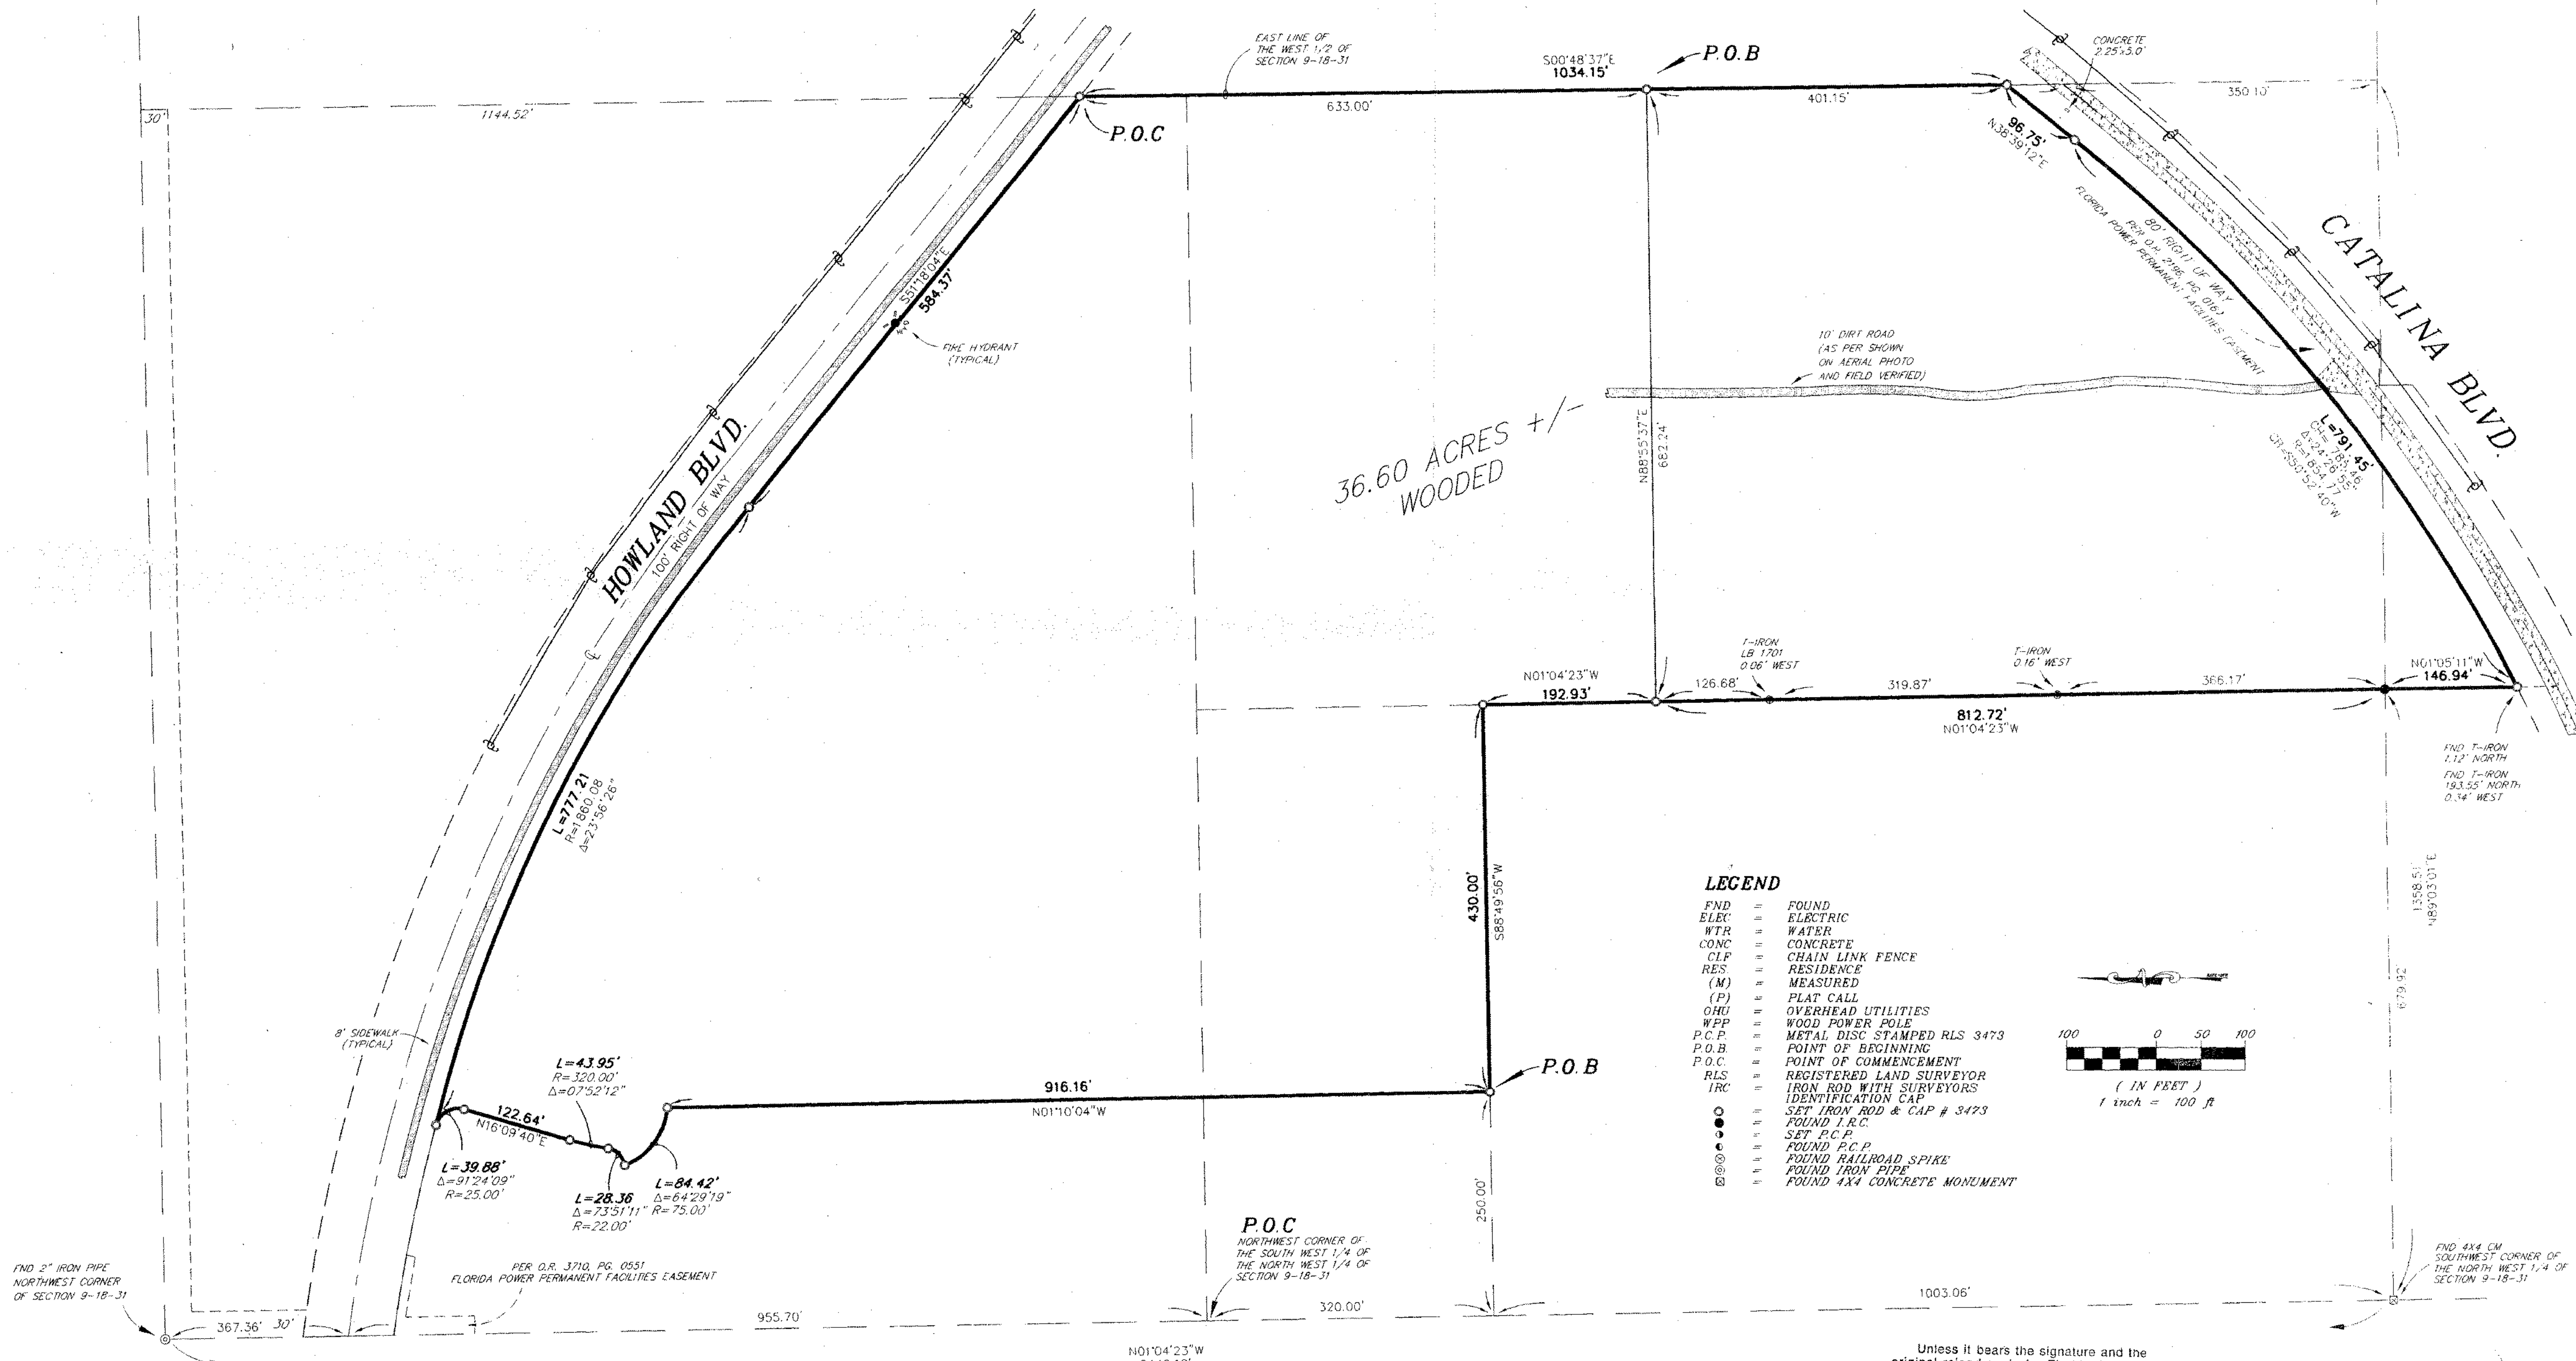 EAST LINE OF
THE WEST 1/2 OF
SECTION 9-18-31
S00°48'37"E
1034.15'
P.O.B
CONCRETE
2.25'x5.0'
30'
1144.52'
P.O.C
633.00'
401.15'
350.10'
96.75'
N38°39'12"E
80' RIGHT OF WAY
PER O.R. 2196, PG. 0161
FLORIDA POWER PERMANENT FACILITIES EASEMENT
CATALINA BLVD.
S51°18'04"E
584.37'
FIRE HYDRANT
(TYPICAL)
10' DIRT ROAD
(AS PER SHOWN
ON AERIAL PHOTO
AND FIELD VERIFIED)
36.60 ACRES +/-
WOODED
N88°55'37"E
682.24'
L=791.45'
CH= 785.46'
Δ=24°26'55"
R=1854.77'
CB=S50°52'40"W
HOWLAND BLVD.
100' RIGHT OF WAY
T-IRON
LB 1701
0.06' WEST
T-IRON
0.16' WEST
N01°04'23"W
192.93'
126.68'
319.87'
366.17'
N01°05'11"W
146.94'
812.72'
N01°04'23"W
FND T-IRON
1.12' NORTH
FND T-IRON
193.55' NORTH
0.34' WEST
L=777.21
R=1860.08
Δ=23°56'26"
430.00'
S88°49'56"W
1358.51'
N89°03'01"E
679.92'
LEGEND
FND = FOUND
ELEC = ELECTRIC
WTR = WATER
CONC = CONCRETE
CLF = CHAIN LINK FENCE
RES. = RESIDENCE
(M) = MEASURED
(P) = PLAT CALL
OHU = OVERHEAD UTILITIES
WPP = WOOD POWER POLE
P.C.P. = METAL DISC STAMPED RLS 3473
P.O.B. = POINT OF BEGINNING
P.O.C. = POINT OF COMMENCEMENT
RLS = REGISTERED LAND SURVEYOR
IRC = IRON ROD WITH SURVEYORS
IDENTIFICATION CAP
= SET IRON ROD & CAP # 3473
= FOUND I.R.C.
= SET P.C.P.
= FOUND P.C.P.
= FOUND RAILROAD SPIKE
= FOUND IRON PIPE
= FOUND 4X4 CONCRETE MONUMENT
100 0 50 100
( IN FEET )
1 inch = 100 ft
8' SIDEWALK
(TYPICAL)
L=43.95'
R=320.00'
Δ=07°52'12"
916.16'
N01°10'04"W
P.O.B
122.64'
N16°09'40"E
L=39.88'
Δ=91°24'09"
R=25.00'
L=28.36
Δ=73°51'11"
R=22.00'
L=84.42'
Δ=64°29'19"
R=75.00'
250.00'
P.O.C
NORTHWEST CORNER OF
THE SOUTH WEST 1/4 OF
THE NORTH WEST 1/4 OF
SECTION 9-18-31
FND 2" IRON PIPE
NORTHWEST CORNER
OF SECTION 9-18-31
PER O.R. 3710, PG. 0551
FLORIDA POWER PERMANENT FACILITIES EASEMENT
FND 4X4 CM
SOUTHWEST CORNER OF
THE NORTH WEST 1/4 OF
SECTION 9-18-31
367.36'
30'
955.70'
320.00'
1003.06'
N01°04'23"W
Unless it bears the signature and the